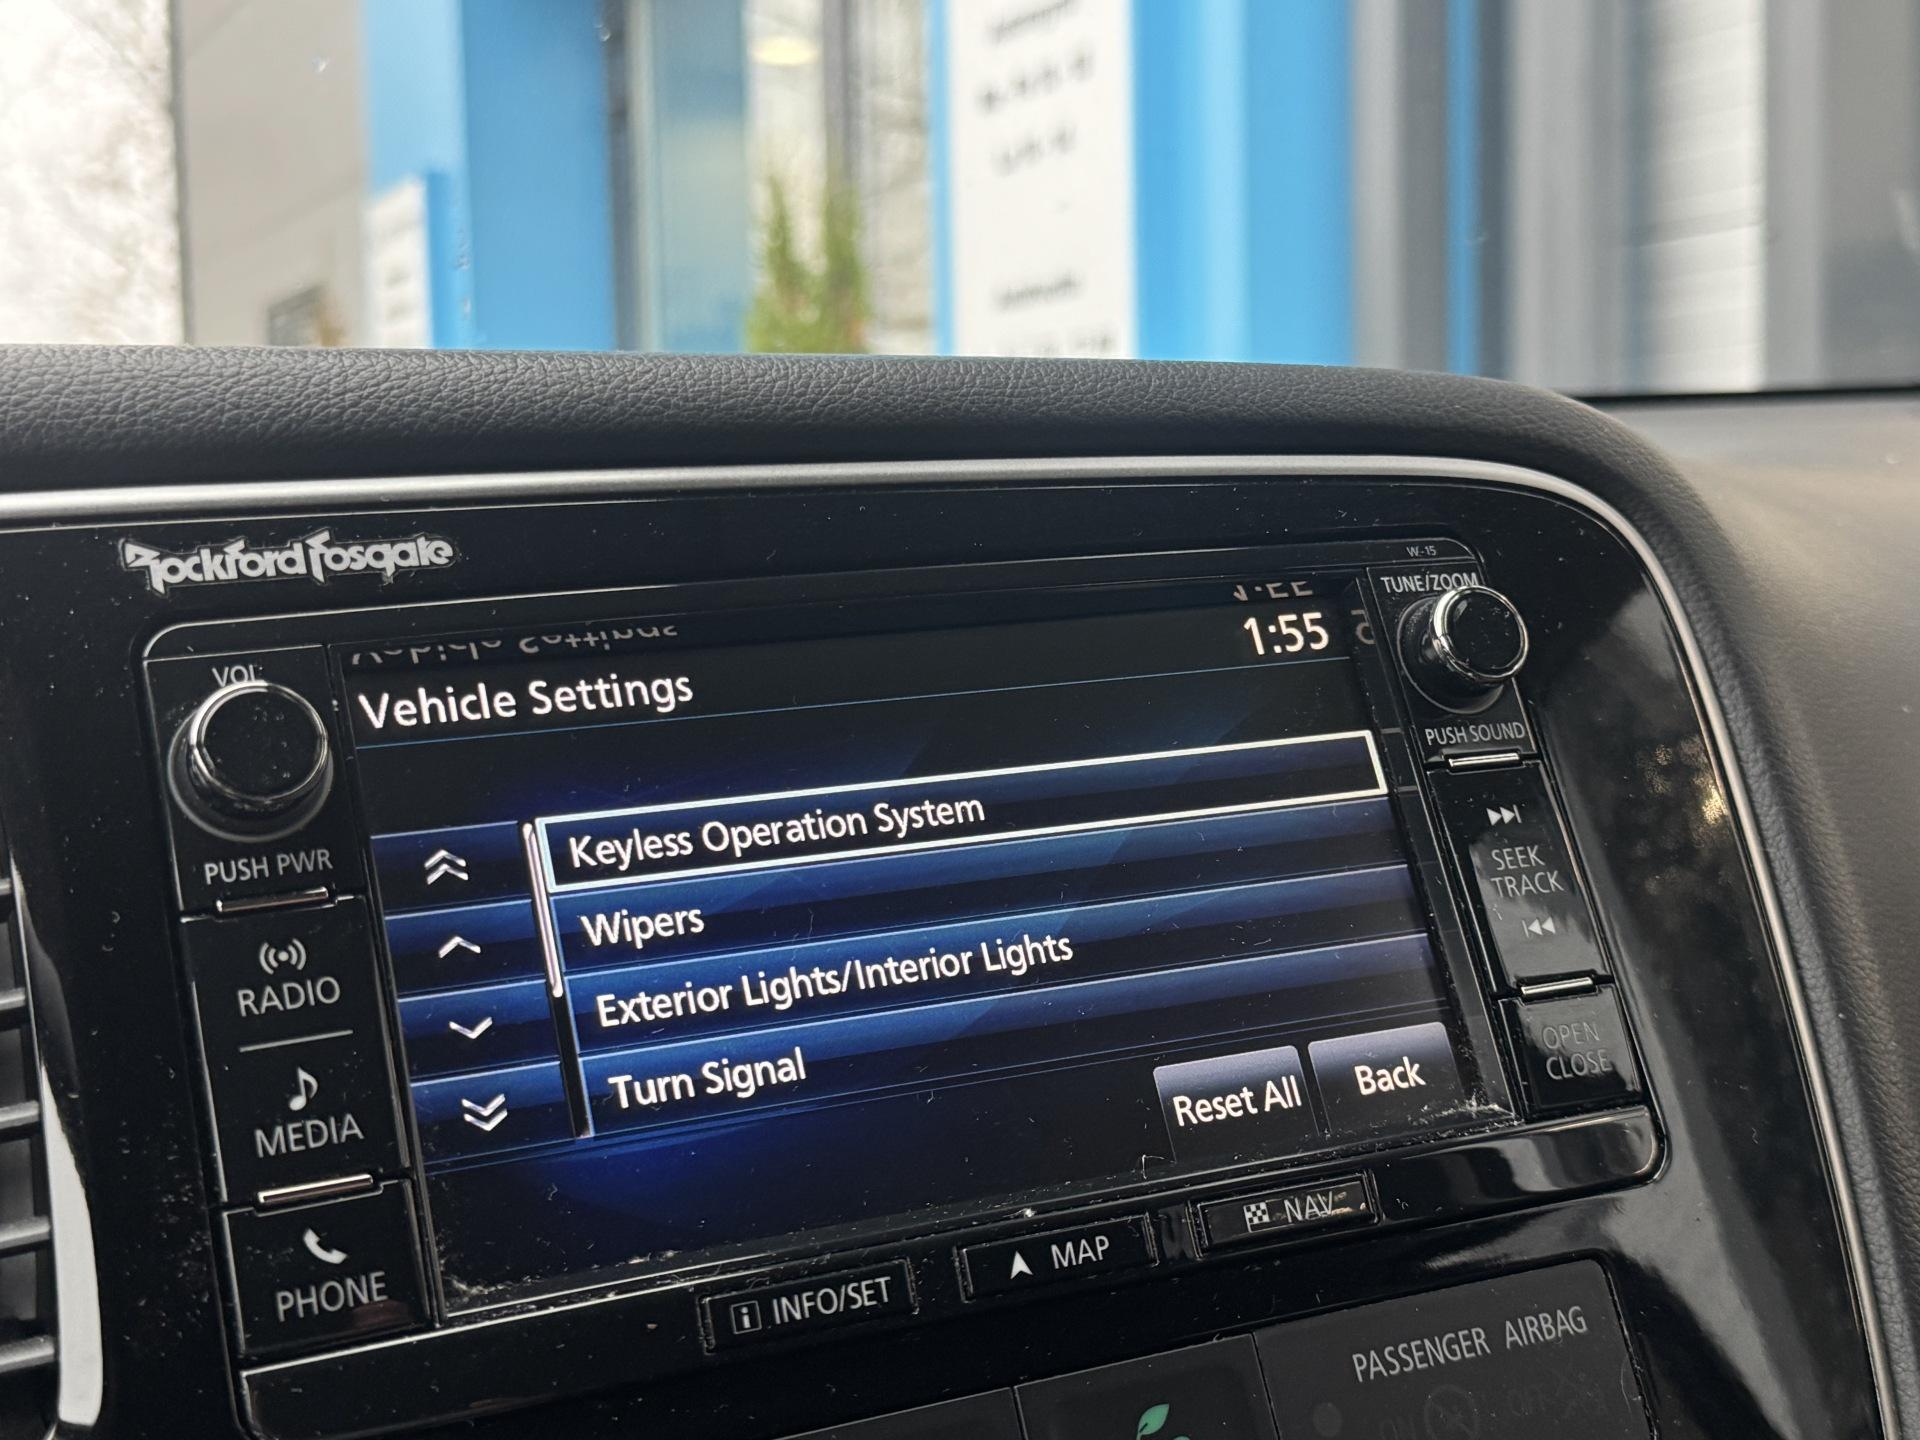 Rockford Fosgate
W-15
VOL
TUNE/ZOOM
1:55
Vehicle Settings
PUSH SOUND
Keyless Operation System
Wipers
Exterior Lights/Interior Lights
Turn Signal
Reset All
Back
PUSH PWR
RADIO
MEDIA
PHONE
SEEK
TRACK
OPEN
CLOSE
INFO/SET
MAP
NAV
PASSENGER AIRBAG